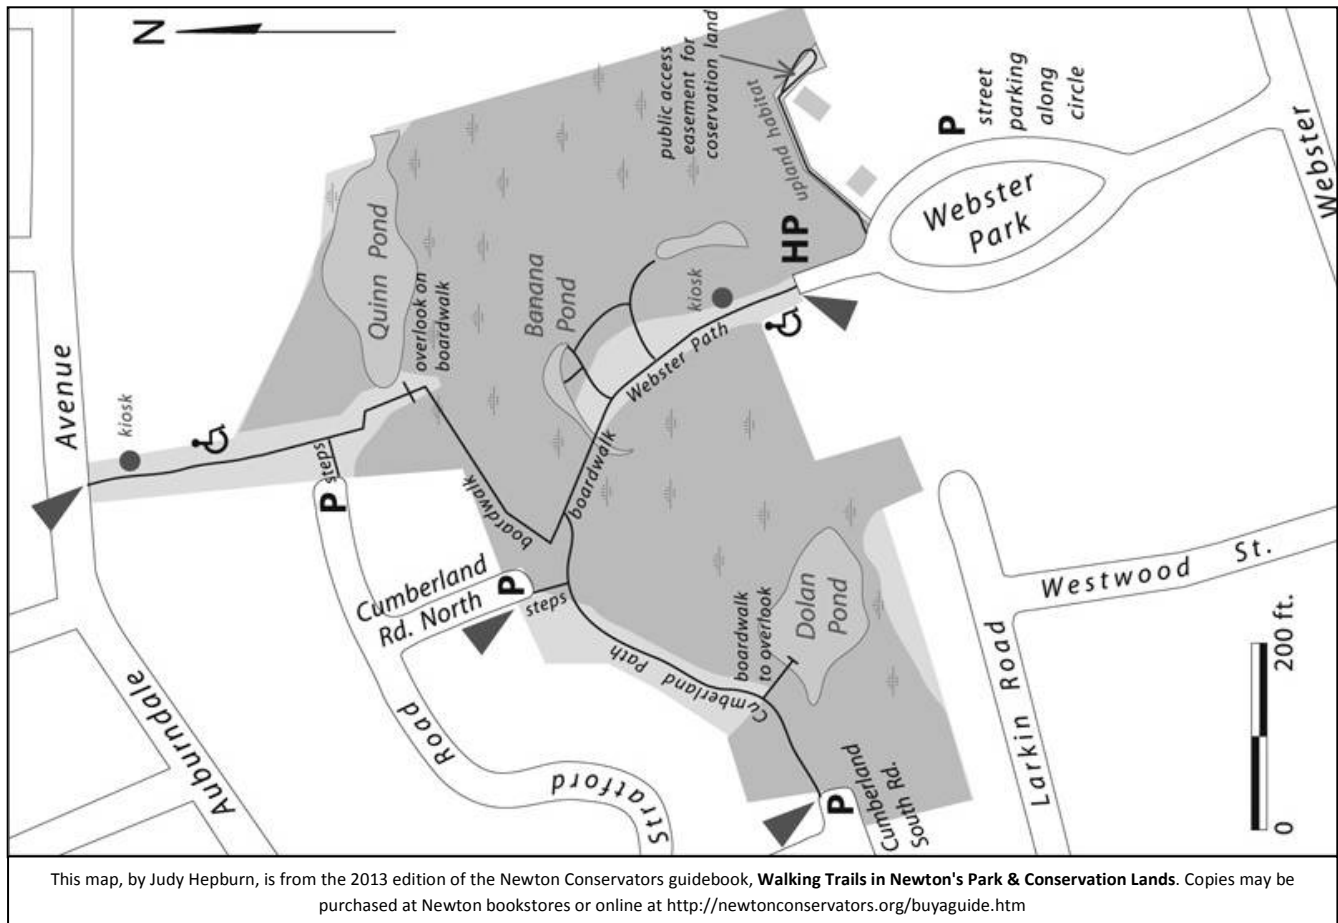 N
public access
easement for
coservation land
upland habitat
P
street
parking
along
circle
Webster
Park
Webster
HP
kiosk
Webster Path
Banana
Pond
Quinn Pond
overlook on
boardwalk
Avenue
kiosk
steps
P
boardwalk
boardwalk
Cumberland
Rd. North
P
steps
Cumberland Path
boardwalk
to overlook
Dolan
Pond
Auburndale
Stratford Road
P
Cumberland
South Rd.
Larkin Road
Westwood St.
0 200 ft.
This map, by Judy Hepburn, is from the 2013 edition of the Newton Conservators guidebook, Walking Trails in Newton's Park & Conservation Lands. Copies may be
purchased at Newton bookstores or online at http://newtonconservators.org/buyaguide.htm